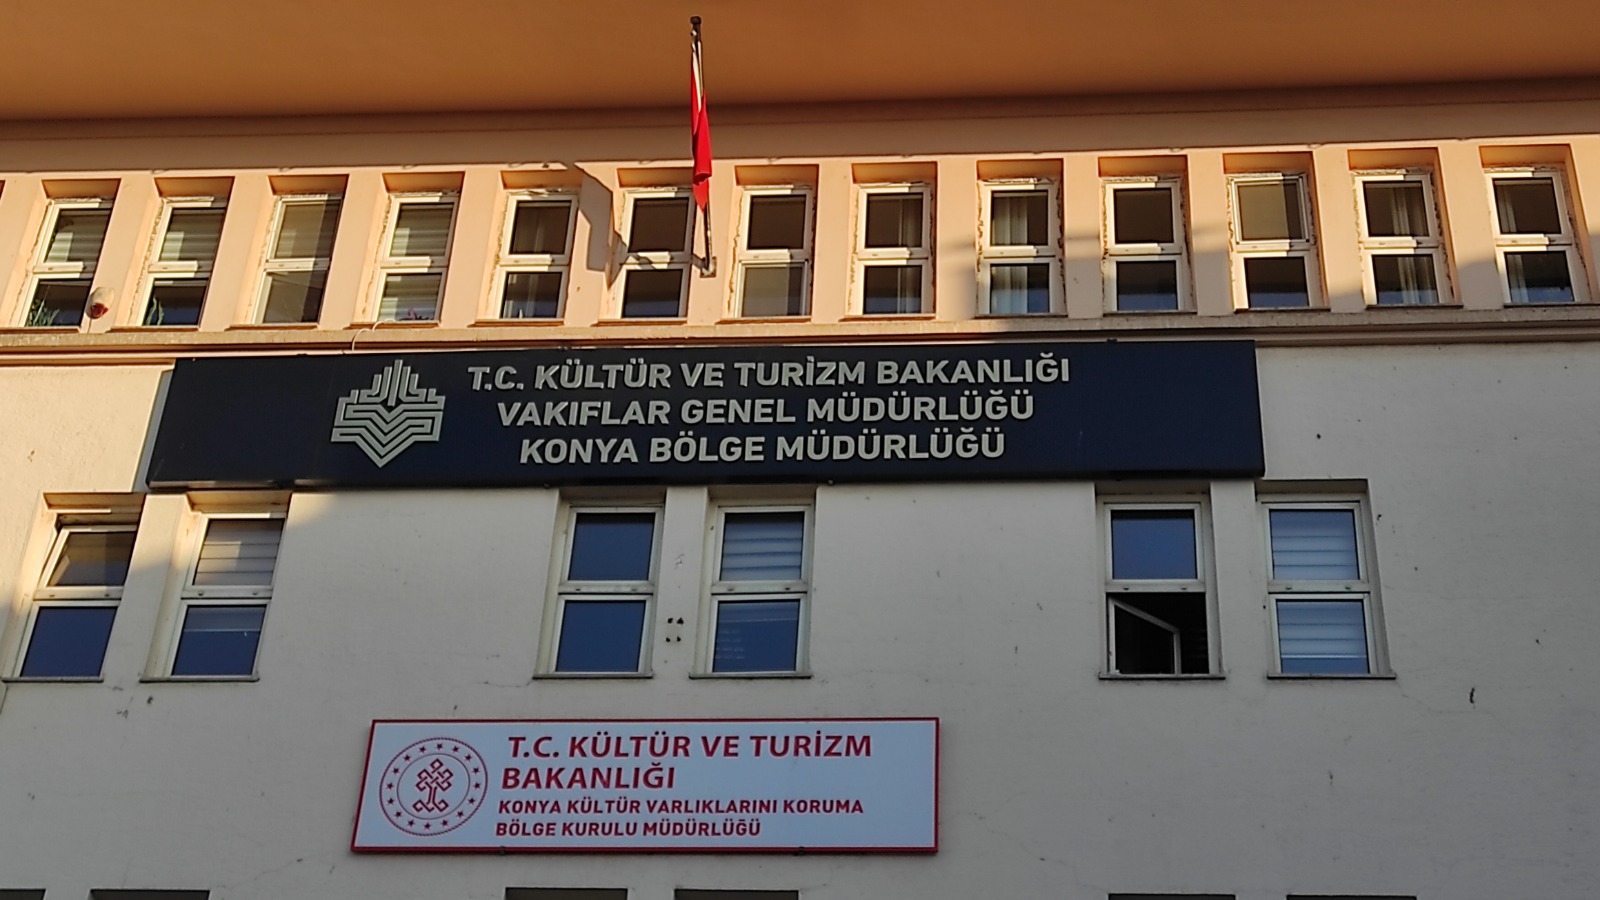 T.C. KÜLTÜR VE TURİZM BAKANLIĞI
VAKIFLAR GENEL MÜDÜRLÜĞÜ
KONYA BÖLGE MÜDÜRLÜĞÜ
T.C. KÜLTÜR VE TURİZM
BAKANLIĞI
KONYA KÜLTÜR VARLIKLARINI KORUMA
BÖLGE KURULU MÜDÜRLÜĞÜ